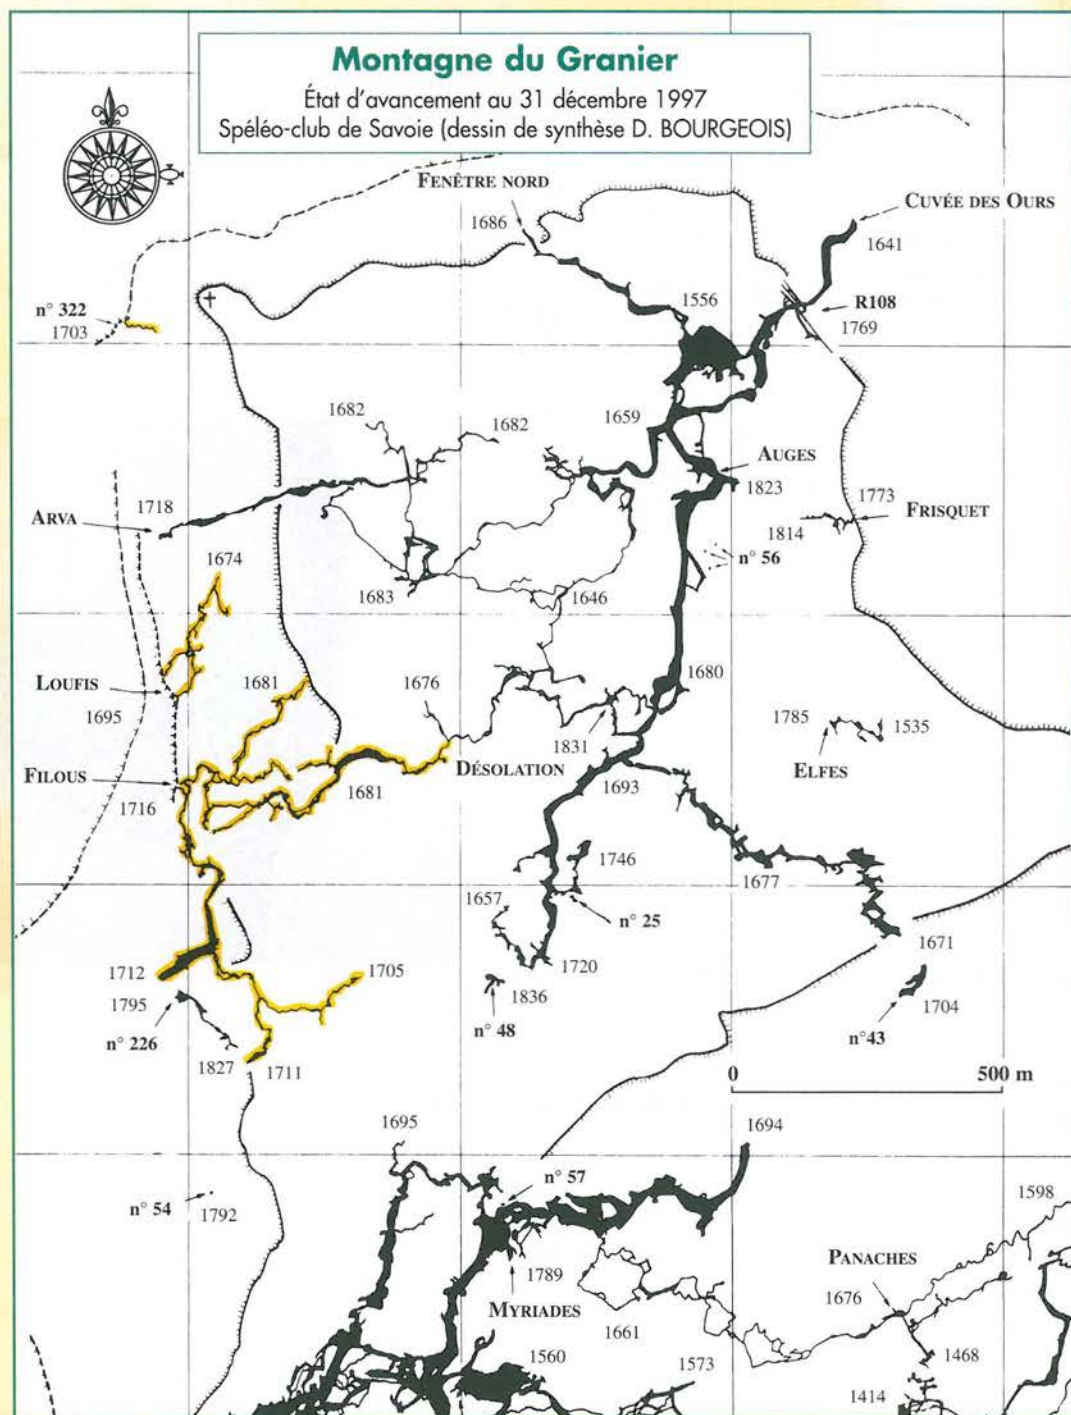 Montagne du Granier
État d'avancement au 31 décembre 1997
Spéléo-club de Savoie (dessin de synthèse D. BOURGEOIS)
FENÊTRE NORD
1686
CUVÉE DES OURS
1641
n° 322
1703
1556
R108
1769
1682
1682
1659
AUGES
1823
1718
ARVA
1773
FRISQUET
1814
n° 56
1674
1683
1646
LOUFIS
1681
1676
1680
1695
1785
1535
1831
ELFES
FILOUS
DÉSOLATION
1716
1681
1693
1746
1677
1657
n° 25
1671
1712
1705
1720
1795
1836
1704
n° 226
n° 48
n°43
1827
1711
0
500 m
1695
1694
n° 57
n° 54
1792
1598
1789
PANACHES
MYRIADES
1676
1661
1560
1573
1468
1414